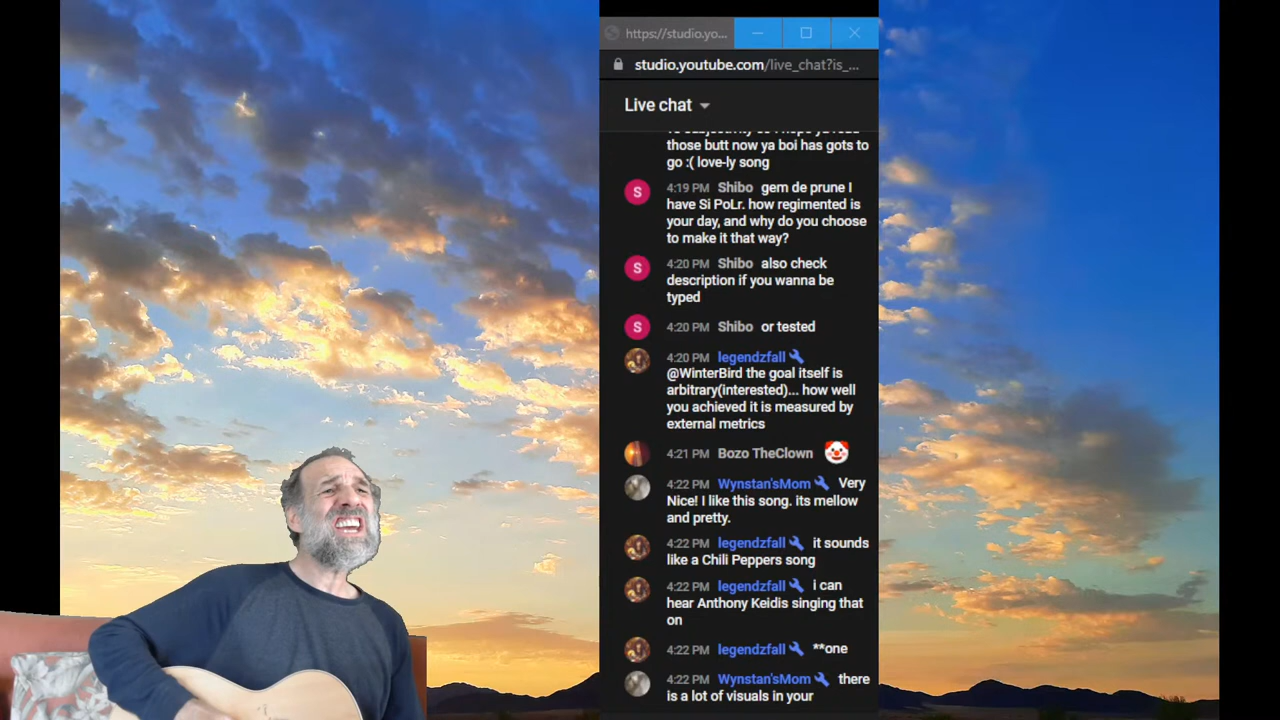 https://studio.yo...
studio.youtube.com/live_chat?is_...
Live chat
those butt now ya boi has gots to
go :( love-ly song
S
4:19 PM Shibo gem de prune I
have Si PoLr. how regimented is
your day, and why do you choose
to make it that way?
S
4:20 PM Shibo also check
description if you wanna be
typed
S
4:20 PM Shibo or tested
4:20 PM legendzfall
@WinterBird the goal itself is
arbitrary(interested)... how well
you achieved it is measured by
external metrics
4:21 PM Bozo TheClown
4:22 PM Wynstan'sMom Very
Nice! I like this song. its mellow
and pretty.
4:22 PM legendzfall it sounds
like a Chili Peppers song
4:22 PM legendzfall i can
hear Anthony Keidis singing that
on
4:22 PM legendzfall **one
4:22 PM Wynstan'sMom there
is a lot of visuals in your